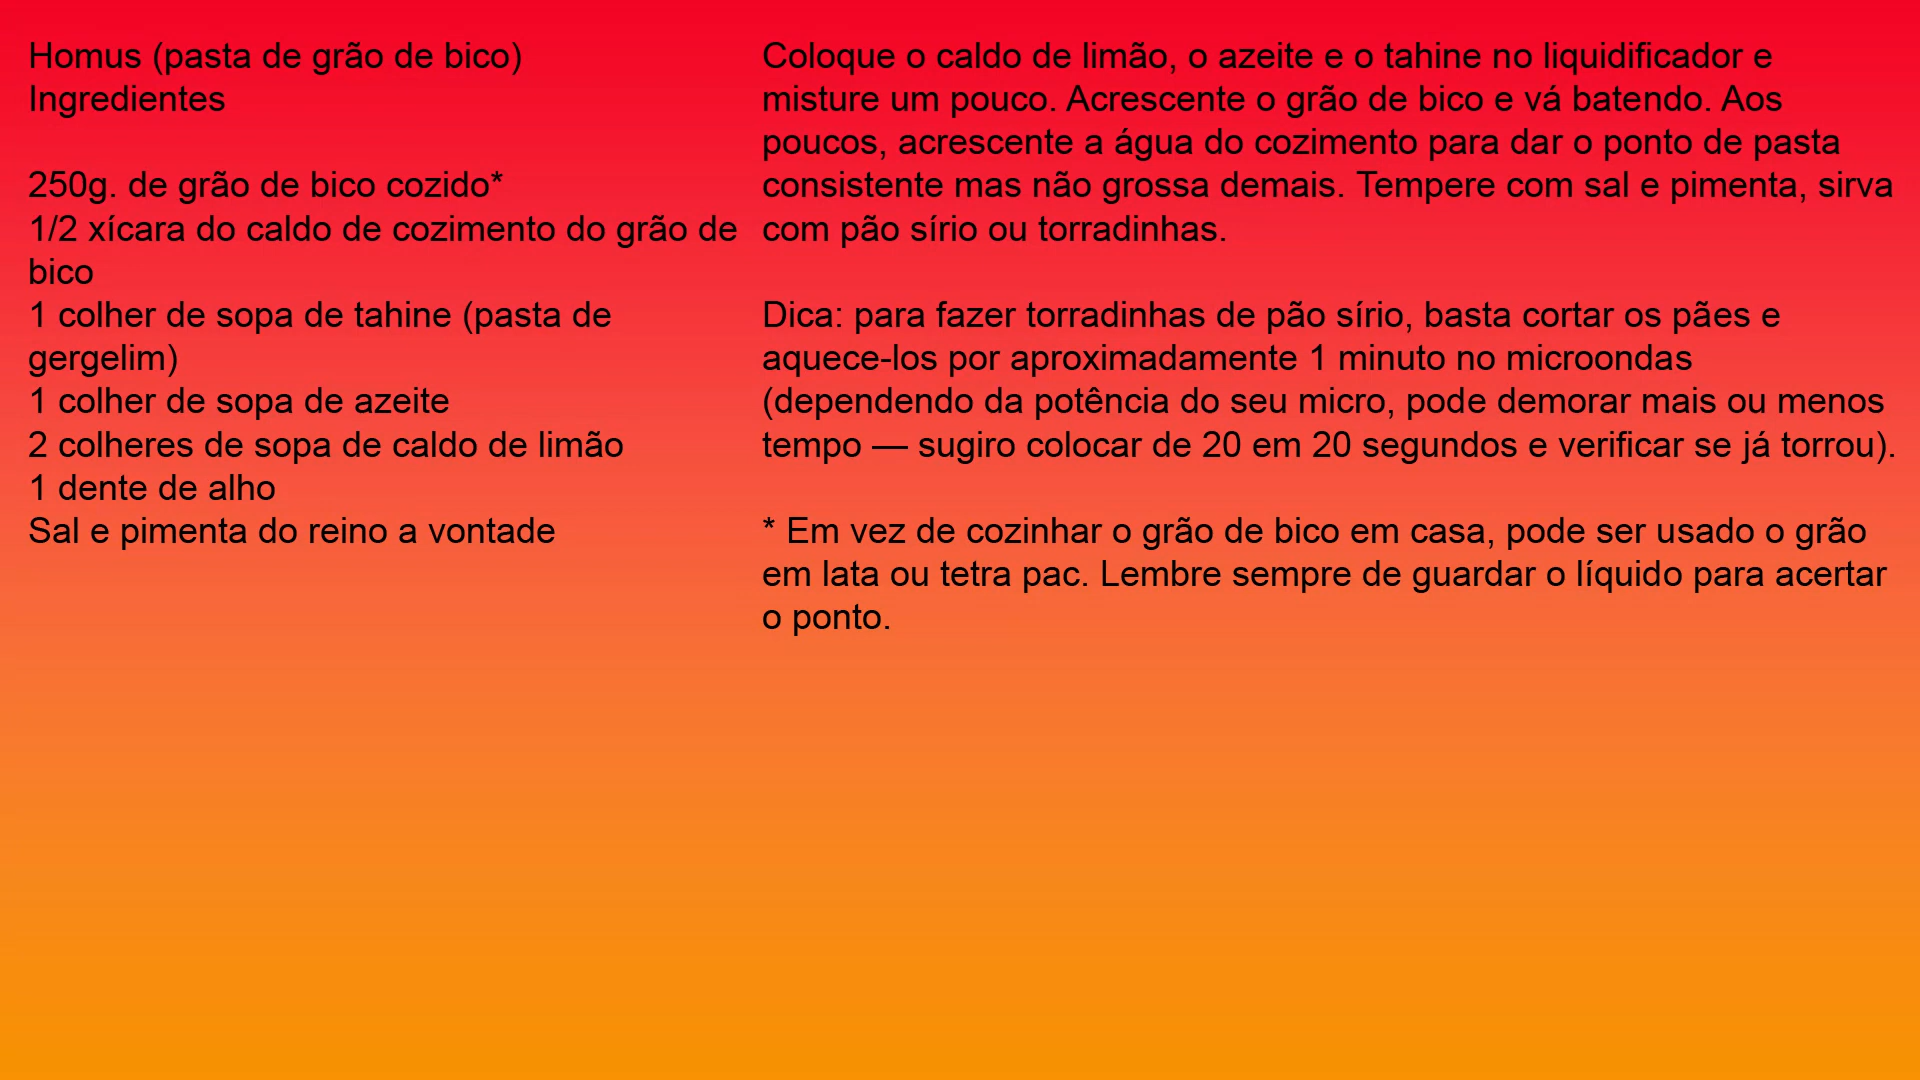 Homus (pasta de grão de bico)
Ingredientes
250g. de grão de bico cozido*
1/2 xícara do caldo de cozimento do grão de
bico
1 colher de sopa de tahine (pasta de
gergelim)
1 colher de sopa de azeite
2 colheres de sopa de caldo de limão
1 dente de alho
Sal e pimenta do reino a vontade
Coloque o caldo de limão, o azeite e o tahine no liquidificador e
misture um pouco. Acrescente o grão de bico e vá batendo. Aos
poucos, acrescente a água do cozimento para dar o ponto de pasta
consistente mas não grossa demais. Tempere com sal e pimenta, sirva
com pão sírio ou torradinhas.
Dica: para fazer torradinhas de pão sírio, basta cortar os pães e
aquece-los por aproximadamente 1 minuto no microondas
(dependendo da potência do seu micro, pode demorar mais ou menos
tempo — sugiro colocar de 20 em 20 segundos e verificar se já torrou).
* Em vez de cozinhar o grão de bico em casa, pode ser usado o grão
em lata ou tetra pac. Lembre sempre de guardar o líquido para acertar
o ponto.